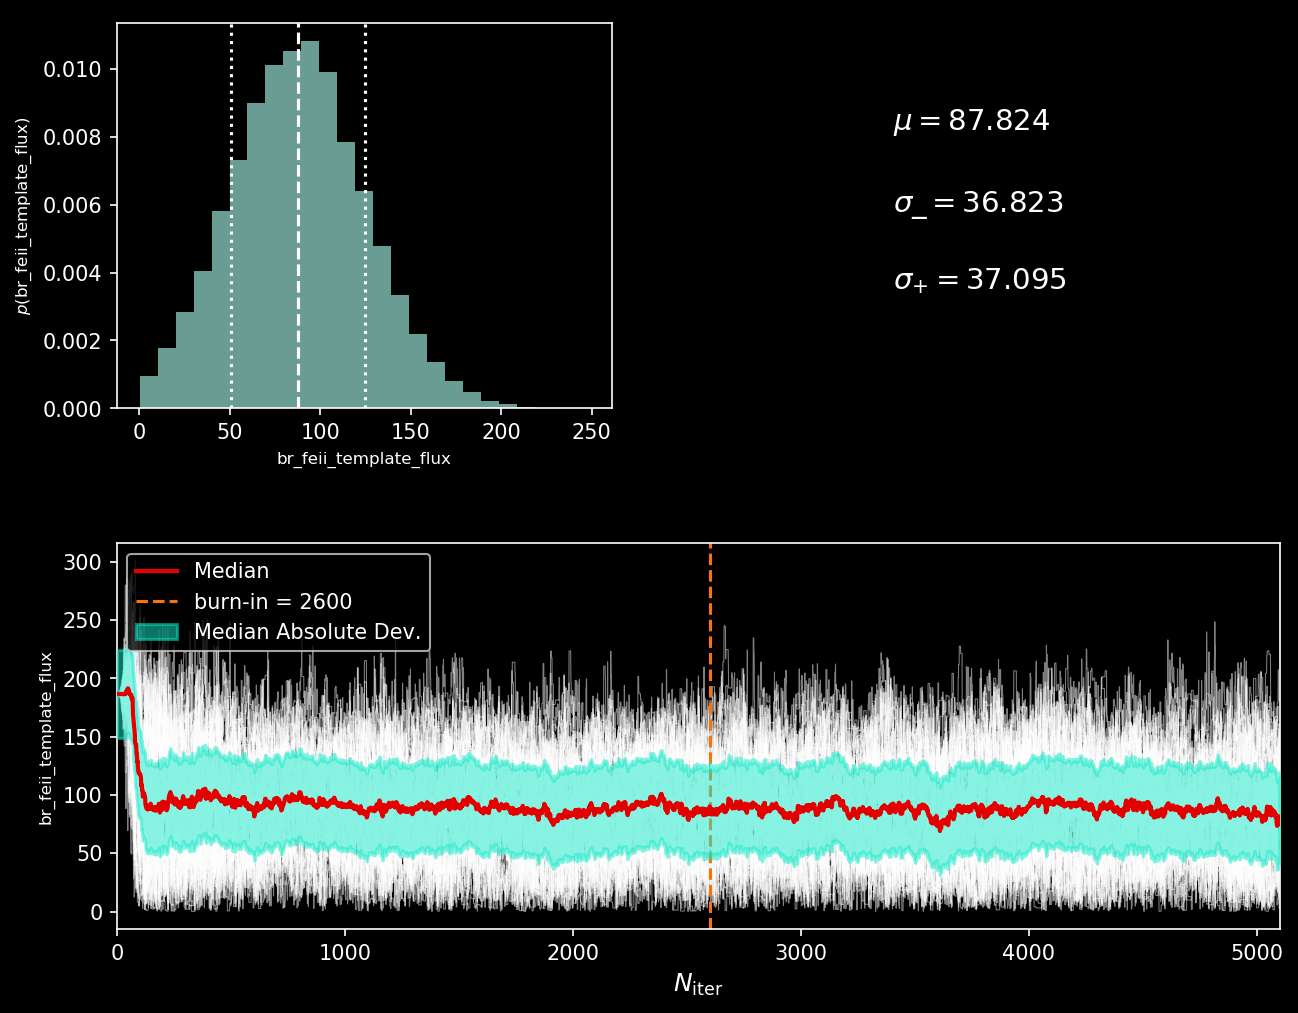 0.010
0.008
0.006
0.004
0.002
0.000
p(br_feii_template_flux)
0 50 100 150 200 250
br_feii_template_flux
μ = 87.824
σ_ = 36.823
σ+ = 37.095
300
250
200
150
100
50
0
br_feii_template_flux
Median
burn-in = 2600
Median Absolute Dev.
0 1000 2000 3000 4000 5000
Niter